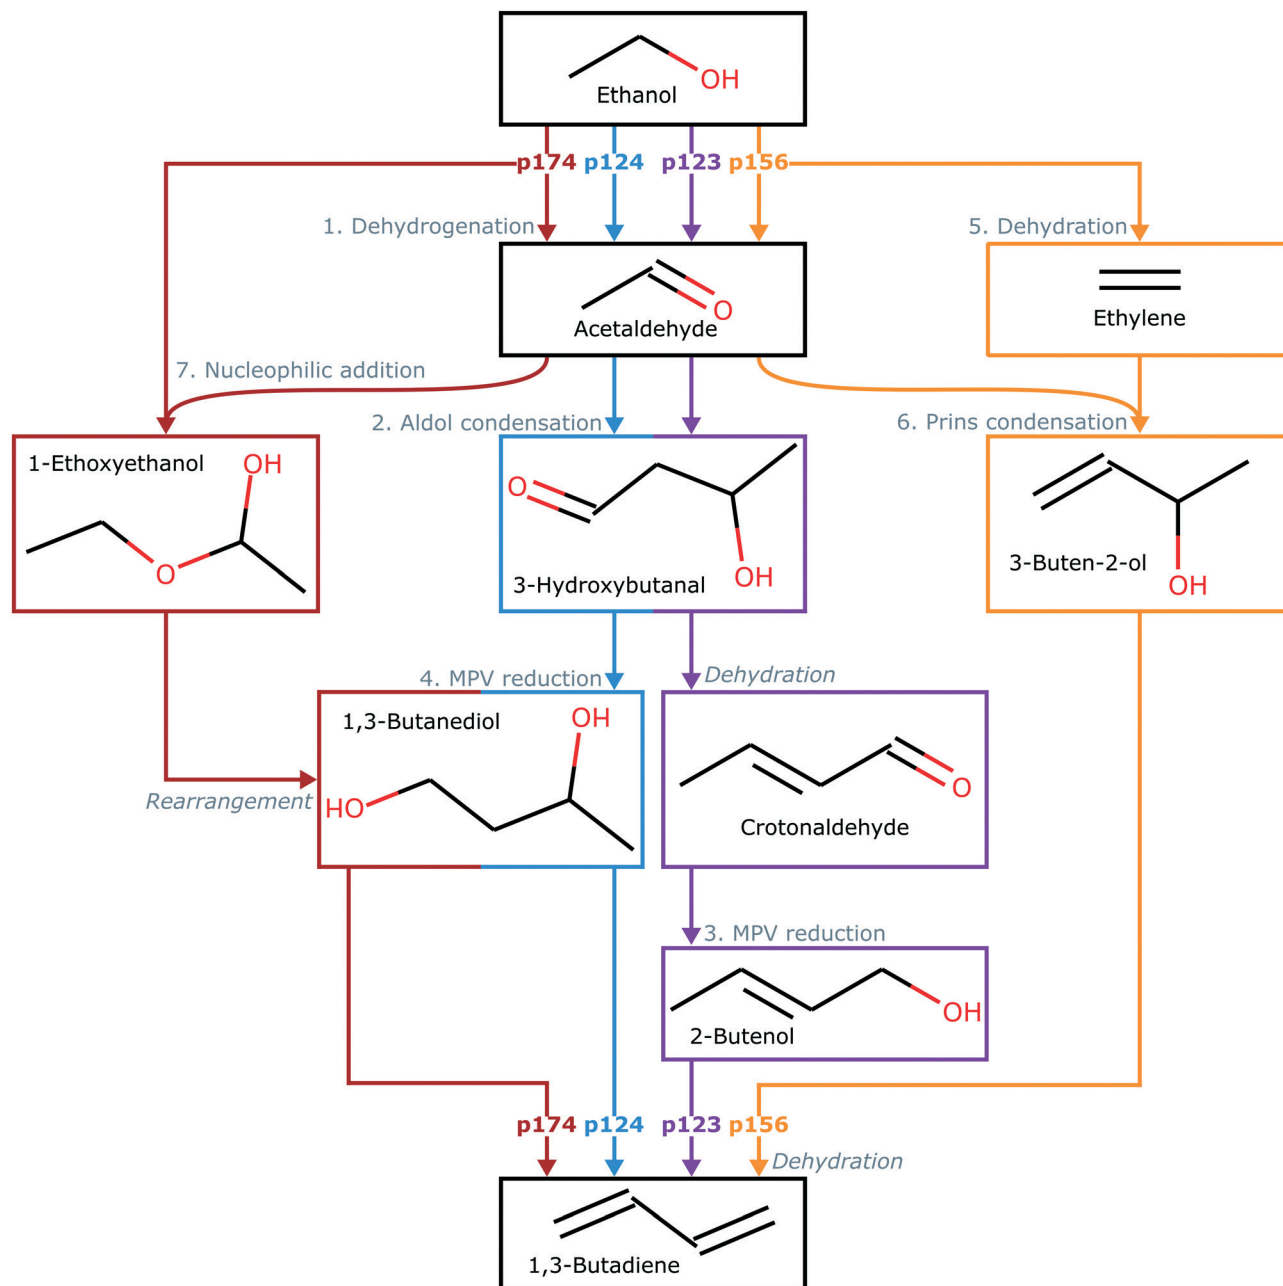 OH
Ethanol
p174 p124 p123 p156
1. Dehydrogenation
5. Dehydration
O
Acetaldehyde
Ethylene
7. Nucleophilic addition
2. Aldol condensation
6. Prins condensation
1-Ethoxyethanol
OH
O
O
3-Hydroxybutanal
OH
3-Buten-2-ol
OH
4. MPV reduction
Dehydration
1,3-Butanediol
OH
HO
Rearrangement
O
Crotonaldehyde
3. MPV reduction
OH
2-Butenol
p174 p124 p123 p156
Dehydration
1,3-Butadiene